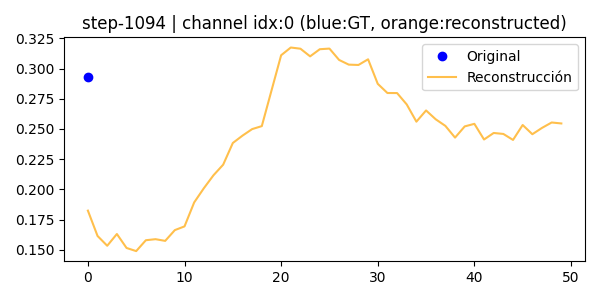 step-1094 | channel idx:0 (blue:GT, orange:reconstructed)
0.325
0.300
0.275
0.250
0.225
0.200
0.175
0.150
Original
Reconstrucción
0 10 20 30 40 50